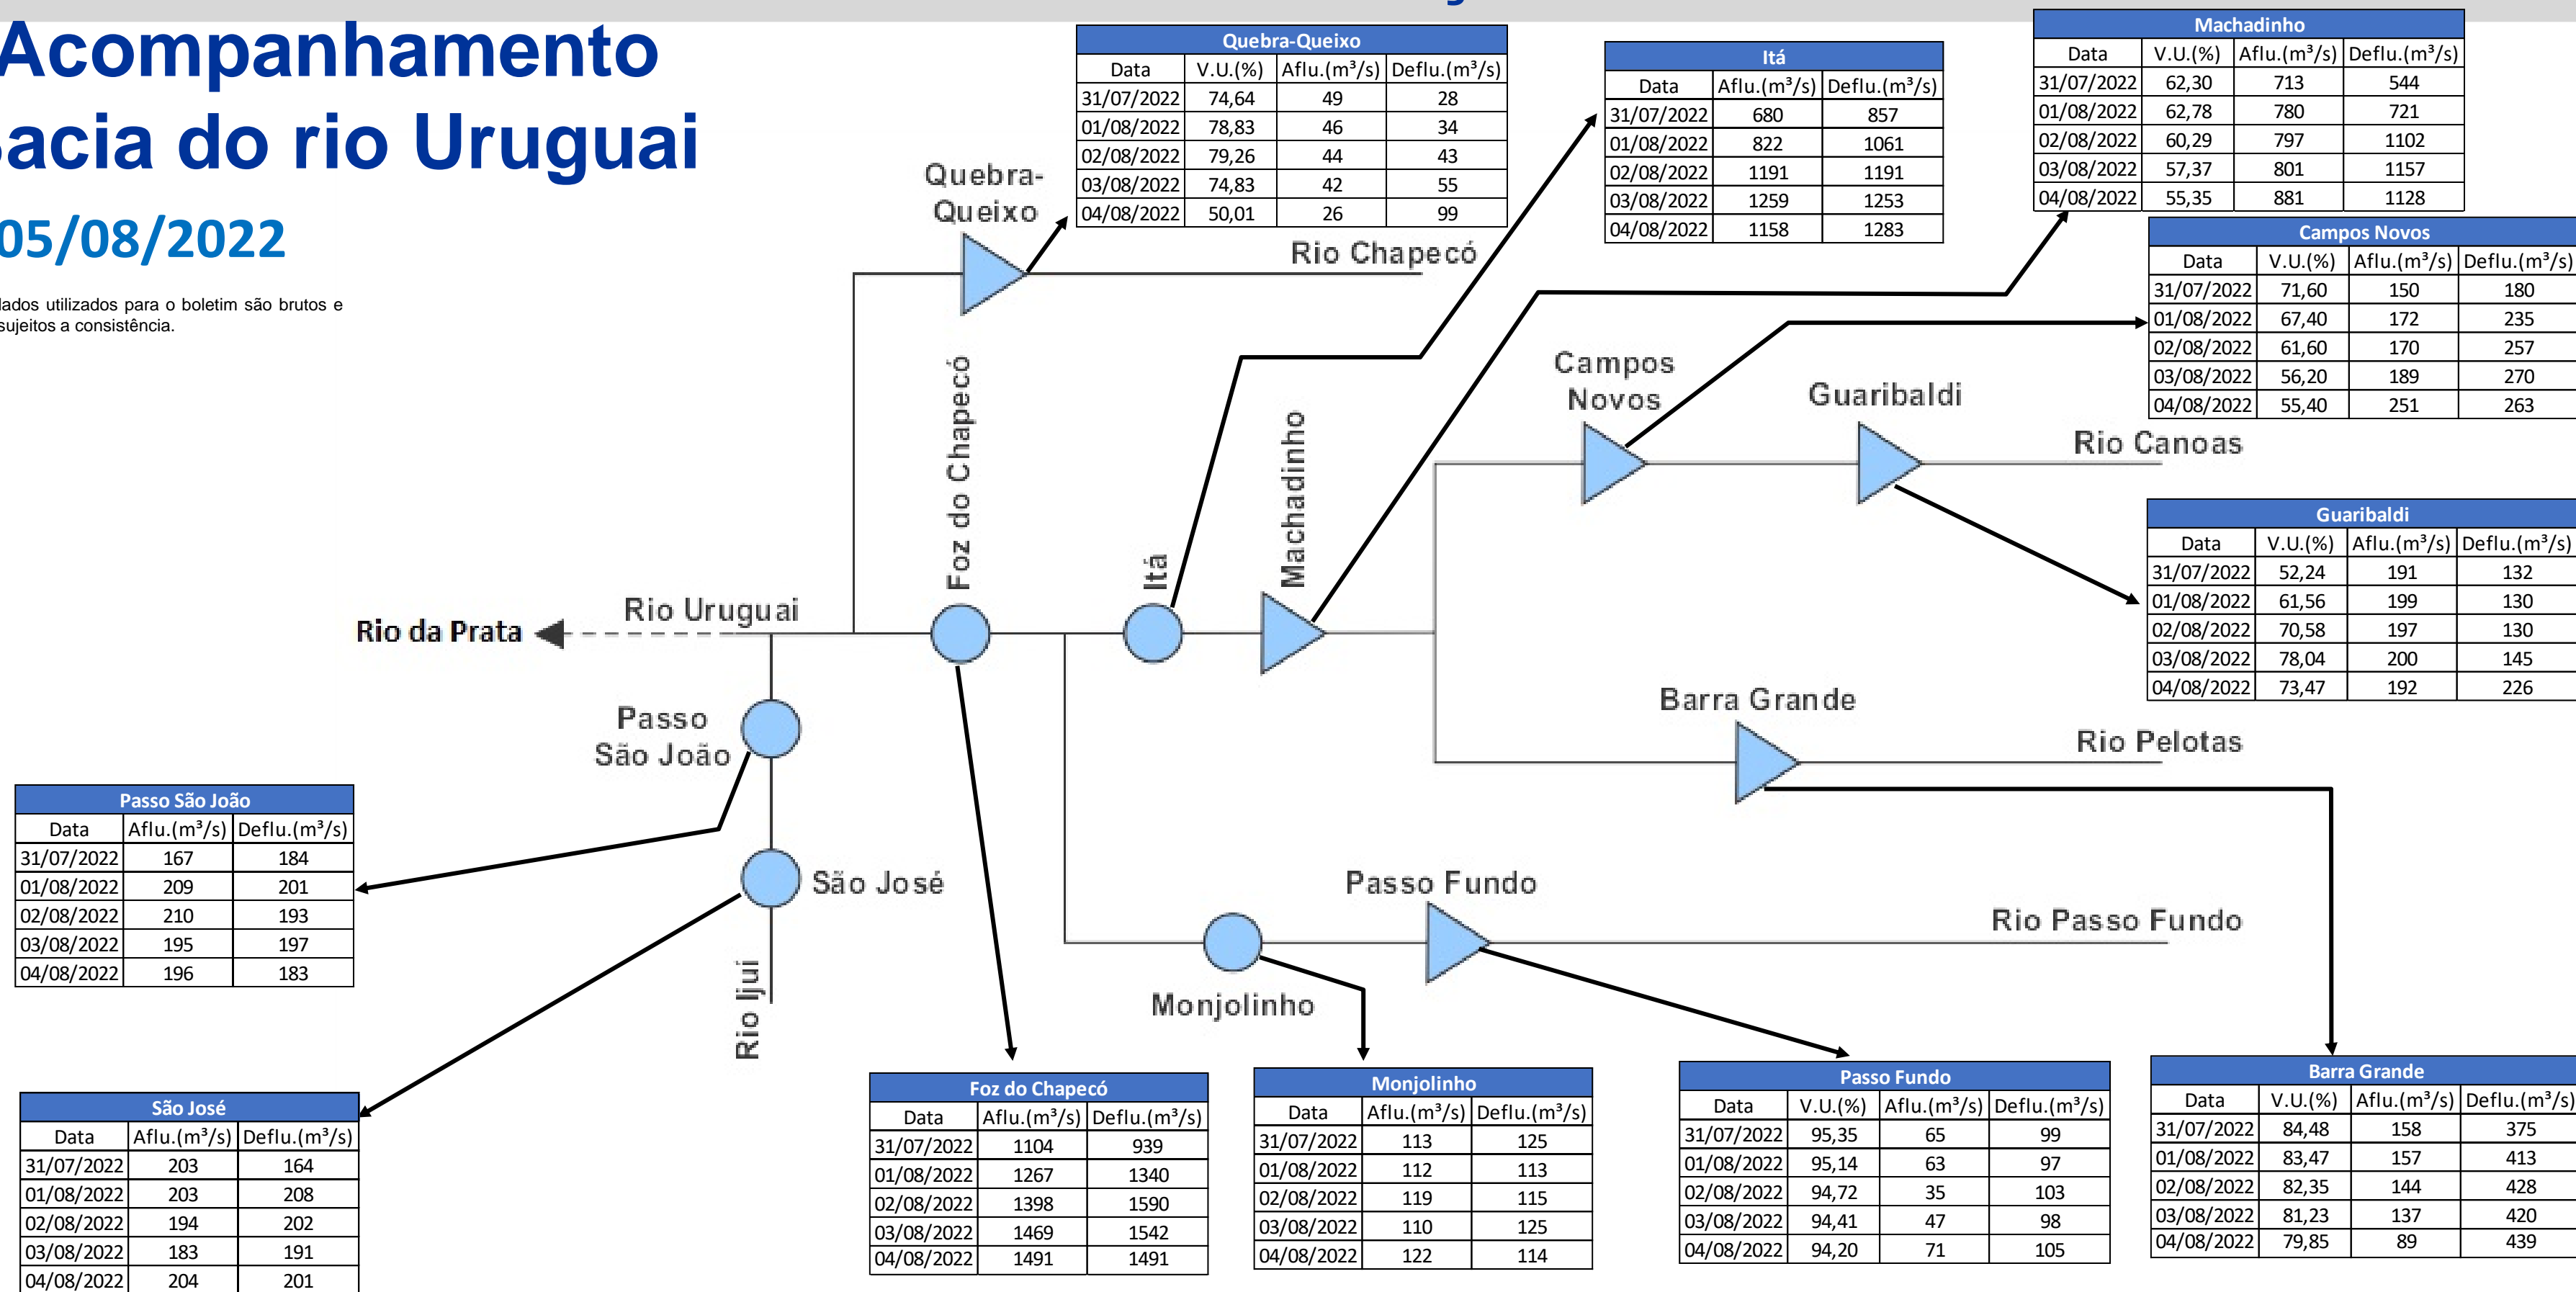 Acompanhamento
acia do rio Uruguai
05/08/2022
dados utilizados para o boletim são brutos e
sujeitos a consistência.
Quebra-Queixo
Data V.U.(%) Aflu.(m³/s) Deflu.(m³/s)
31/07/2022 74,64 49 28
01/08/2022 78,83 46 34
02/08/2022 79,26 44 43
03/08/2022 74,83 42 55
04/08/2022 50,01 26 99
Itá
Data Aflu.(m³/s) Deflu.(m³/s)
31/07/2022 680 857
01/08/2022 822 1061
02/08/2022 1191 1191
03/08/2022 1259 1253
04/08/2022 1158 1283
Machadinho
Data V.U.(%) Aflu.(m³/s) Deflu.(m³/s)
31/07/2022 62,30 713 544
01/08/2022 62,78 780 721
02/08/2022 60,29 797 1102
03/08/2022 57,37 801 1157
04/08/2022 55,35 881 1128
Campos Novos
Data V.U.(%) Aflu.(m³/s) Deflu.(m³/s)
31/07/2022 71,60 150 180
01/08/2022 67,40 172 235
02/08/2022 61,60 170 257
03/08/2022 56,20 189 270
04/08/2022 55,40 251 263
Quebra-
Queixo
Rio Chapecó
Foz do Chapecó
Itá
Machadinho
Campos
Novos
Guaribaldi
Rio Canoas
Guaribaldi
Data V.U.(%) Aflu.(m³/s) Deflu.(m³/s)
31/07/2022 52,24 191 132
01/08/2022 61,56 199 130
02/08/2022 70,58 197 130
03/08/2022 78,04 200 145
04/08/2022 73,47 192 226
Rio da Prata
Rio Uruguai
Passo
São João
Barra Grande
Rio Pelotas
Passo São João
Data Aflu.(m³/s) Deflu.(m³/s)
31/07/2022 167 184
01/08/2022 209 201
02/08/2022 210 193
03/08/2022 195 197
04/08/2022 196 183
São José
Passo Fundo
Rio Passo Fundo
Rio Ijui
Monjolinho
São José
Data Aflu.(m³/s) Deflu.(m³/s)
31/07/2022 203 164
01/08/2022 203 208
02/08/2022 194 202
03/08/2022 183 191
04/08/2022 204 201
Foz do Chapecó
Data Aflu.(m³/s) Deflu.(m³/s)
31/07/2022 1104 939
01/08/2022 1267 1340
02/08/2022 1398 1590
03/08/2022 1469 1542
04/08/2022 1491 1491
Monjolinho
Data Aflu.(m³/s) Deflu.(m³/s)
31/07/2022 113 125
01/08/2022 112 113
02/08/2022 119 115
03/08/2022 110 125
04/08/2022 122 114
Passo Fundo
Data V.U.(%) Aflu.(m³/s) Deflu.(m³/s)
31/07/2022 95,35 65 99
01/08/2022 95,14 63 97
02/08/2022 94,72 35 103
03/08/2022 94,41 47 98
04/08/2022 94,20 71 105
Barra Grande
Data V.U.(%) Aflu.(m³/s) Deflu.(m³/s)
31/07/2022 84,48 158 375
01/08/2022 83,47 157 413
02/08/2022 82,35 144 428
03/08/2022 81,23 137 420
04/08/2022 79,85 89 439